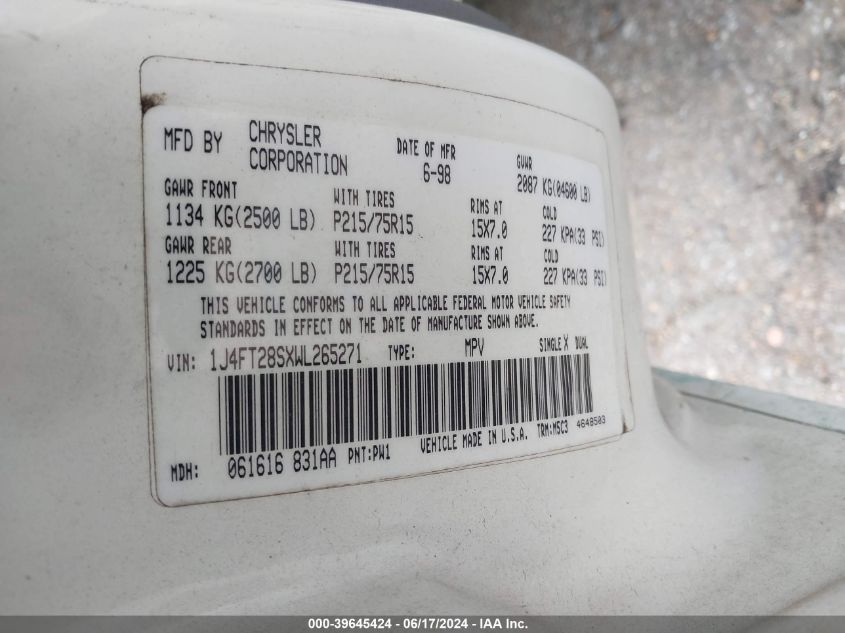 MFD BY CHRYSLER CORPORATION DATE OF MFR 6-98 GVWR 2087 KG(04600 LB)
GAWR FRONT WITH TIRES RIMS AT COLD
1134 KG(2500 LB) P215/75R15 15X7.0 227 KPA(33 PSI)
GAWR REAR WITH TIRES RIMS AT COLD
1225 KG(2700 LB) P215/75R15 15X7.0 227 KPA(33 PSI)
THIS VEHICLE CONFORMS TO ALL APPLICABLE FEDERAL MOTOR VEHICLE SAFETY
STANDARDS IN EFFECT ON THE DATE OF MANUFACTURE SHOWN ABOVE.
VIN: 1J4FT28SXWL265271 TYPE: MPV SINGLE X DUAL
MDH: 061616 831AA PNT:PW1 VEHICLE MADE IN U.S.A. TRM:M5C3 4648503
000-39645424 - 06/17/2024 - IAA Inc.